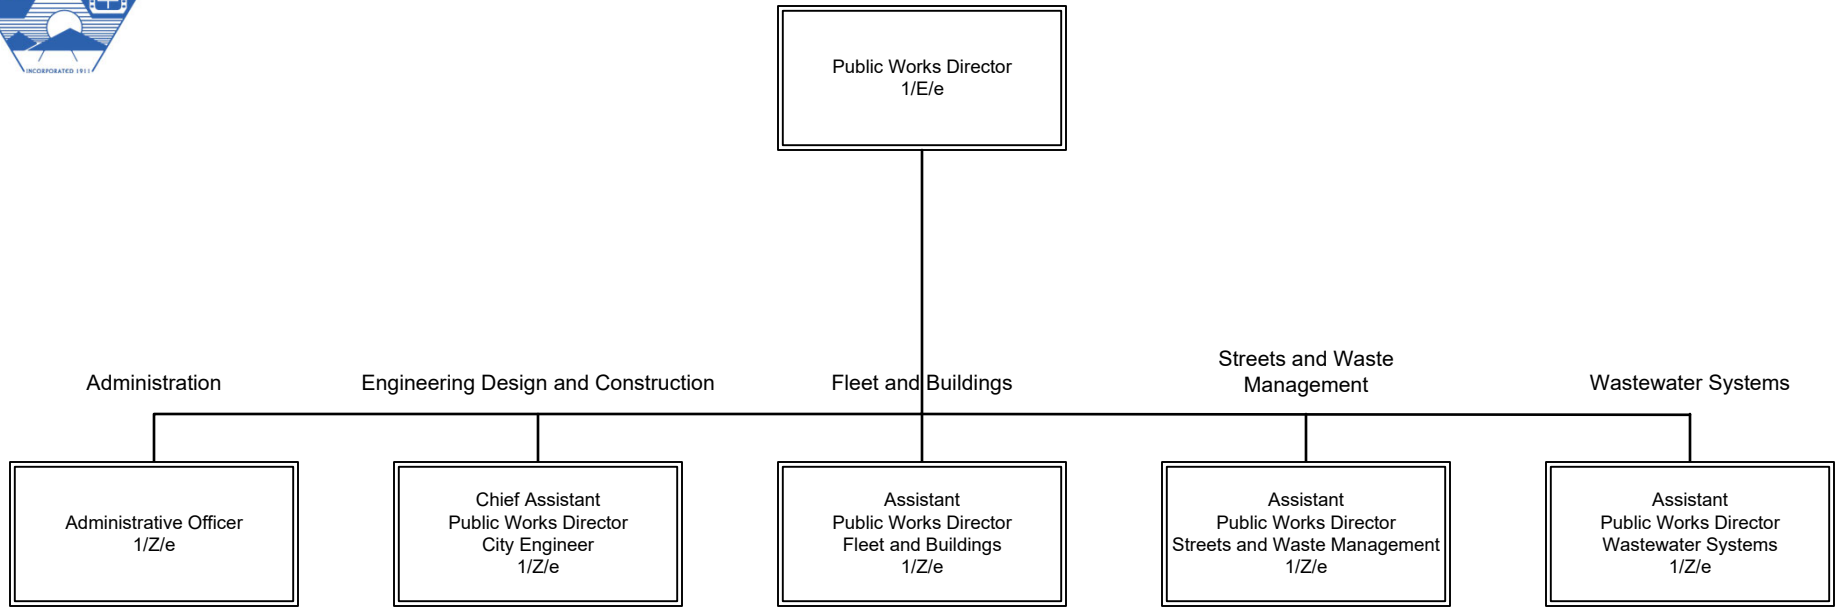 INCORPORATED 1911
Public Works Director
1/E/e
Administration
Engineering Design and Construction
Fleet and Buildings
Streets and Waste
Management
Wastewater Systems
Administrative Officer
1/Z/e
Chief Assistant
Public Works Director
City Engineer
1/Z/e
Assistant
Public Works Director
Fleet and Buildings
1/Z/e
Assistant
Public Works Director
Streets and Waste Management
1/Z/e
Assistant
Public Works Director
Wastewater Systems
1/Z/e